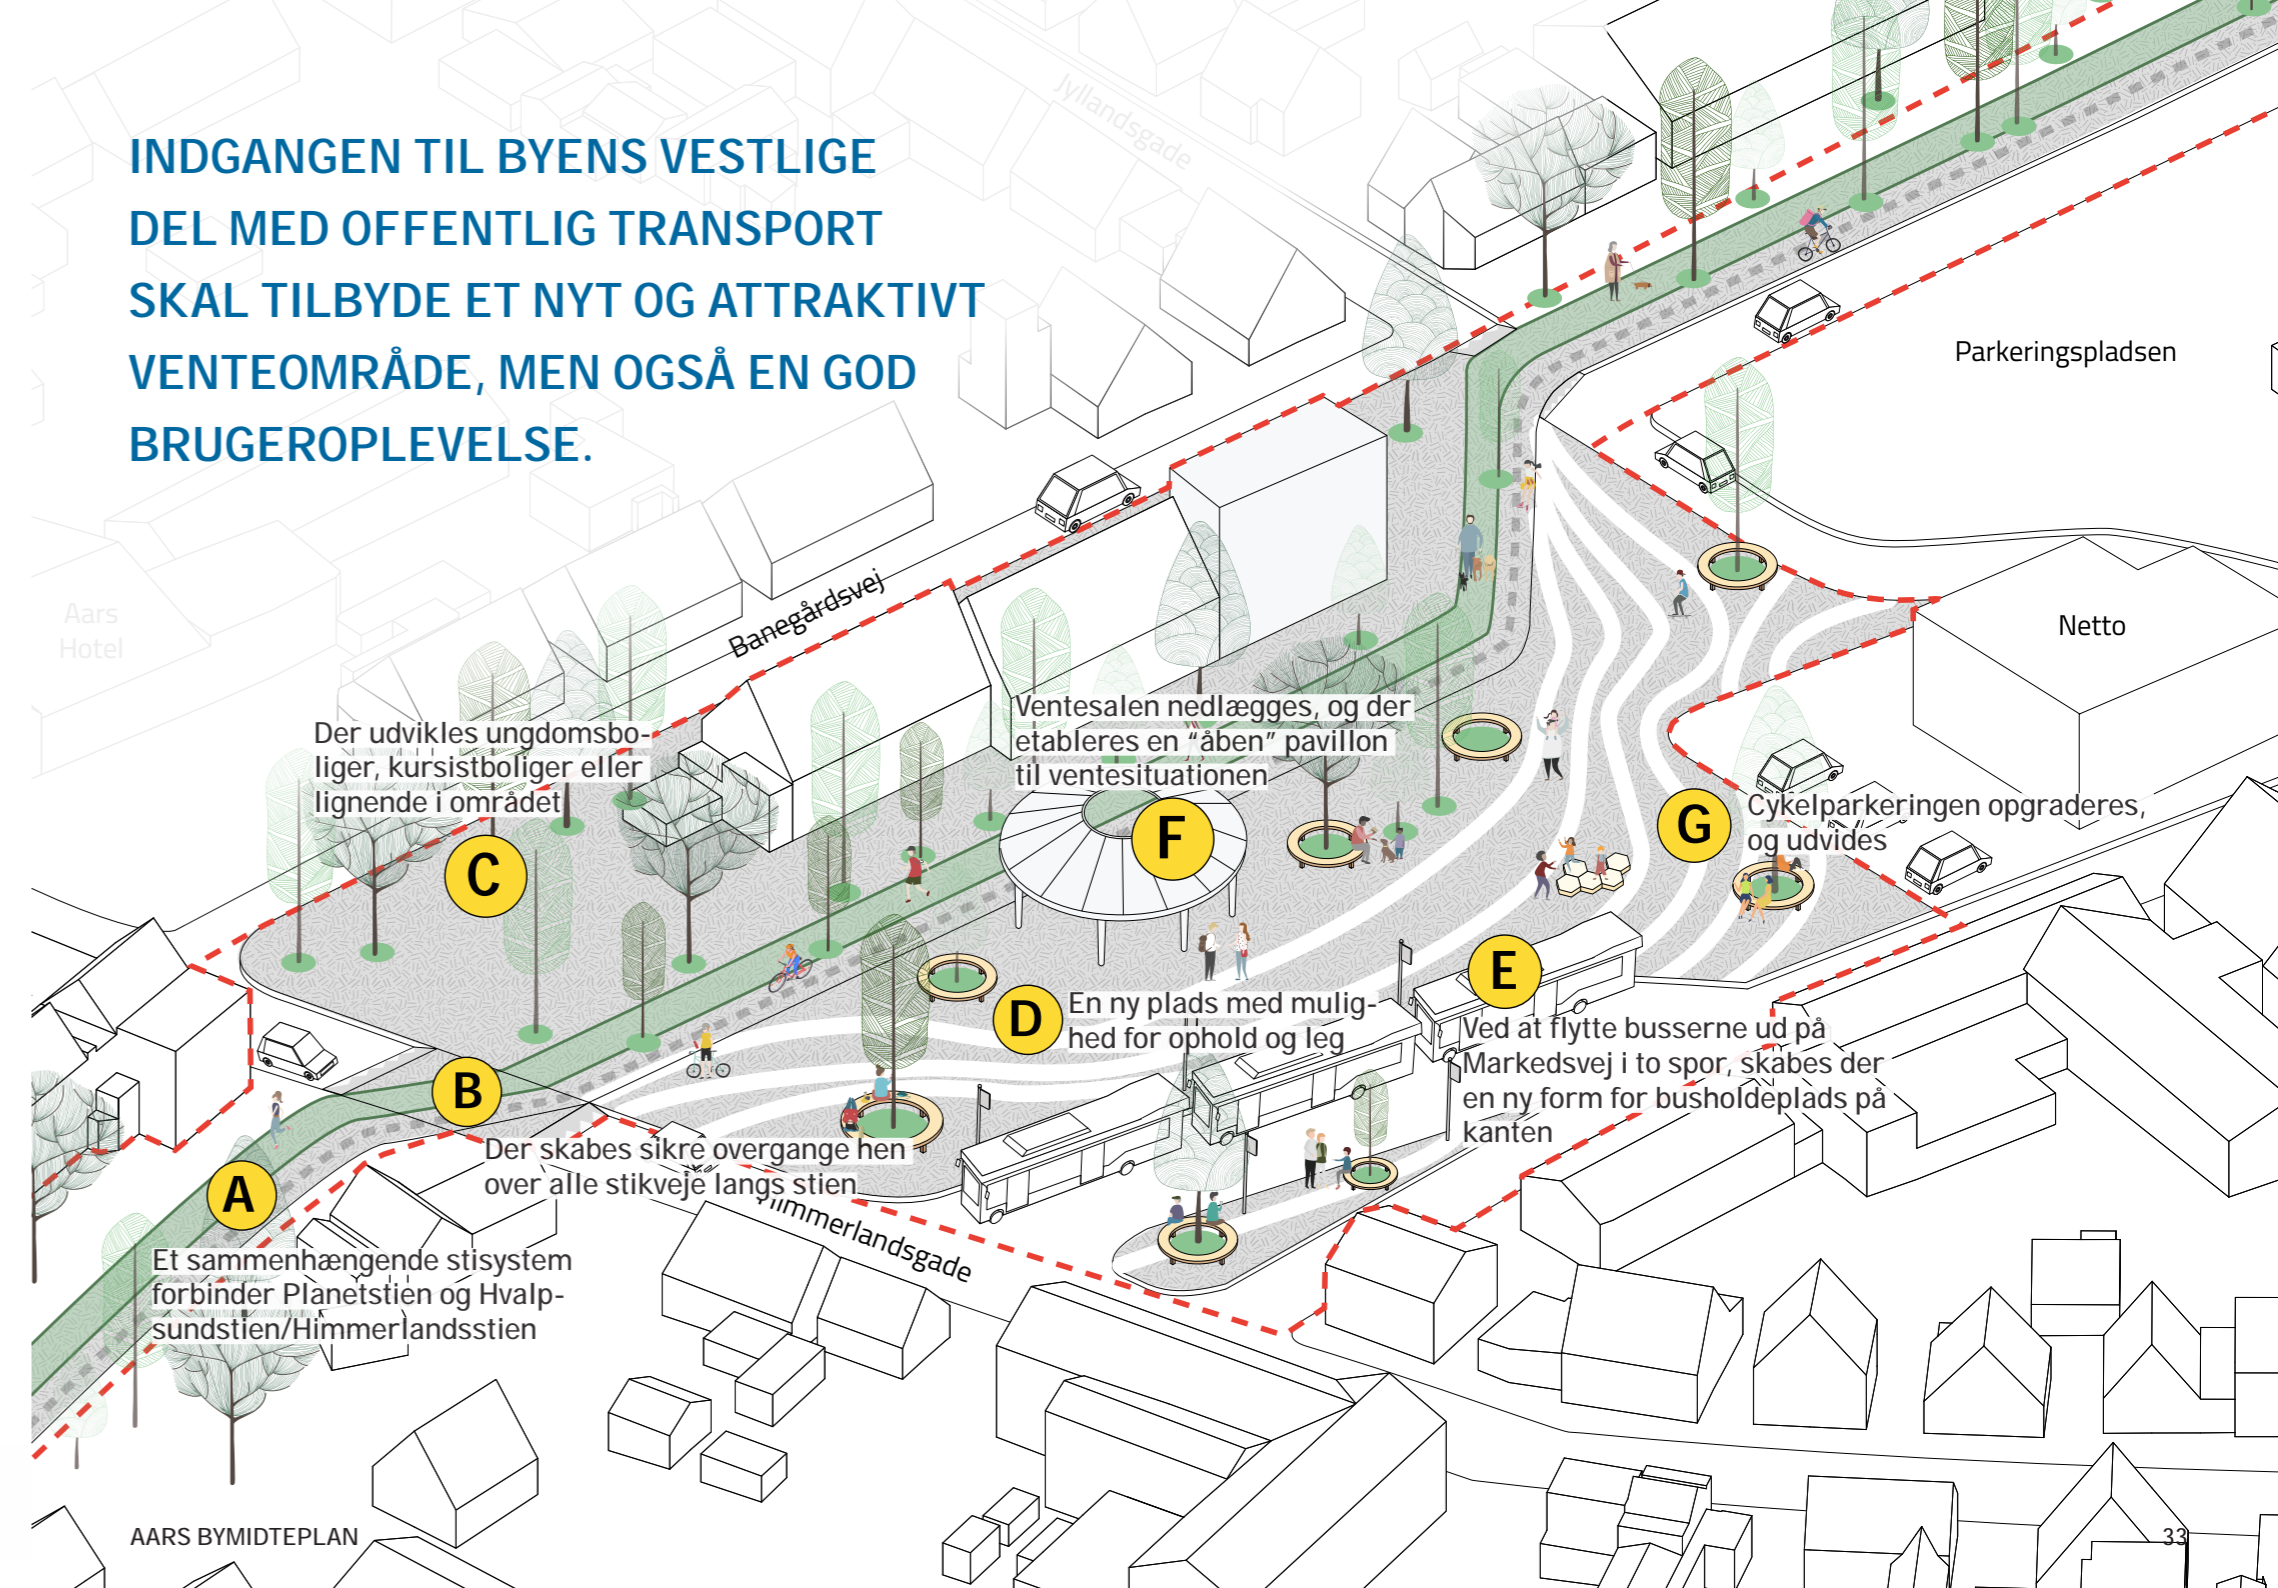 INDGANGEN TIL BYENS VESTLIGE
DEL MED OFFENTLIG TRANSPORT
SKAL TILBYDE ET NYT OG ATTRAKTIVT
VENTEOMRÅDE, MEN OGSÅ EN GOD
BRUGEROPLEVELSE.
Jyllandsgade
Parkeringspladsen
Netto
Aars
Hotel
Banegårdsvej
Der udvikles ungdomsbo-
liger, kursistboliger eller
lignende i området
C
Ventesalen nedlægges, og der
etableres en “åben” pavillon
til ventesituationen
F
G
Cykelparkeringen opgraderes,
og udvides
D
En ny plads med mulig-
hed for ophold og leg
E
Ved at flytte busserne ud på
Markedsvej i to spor, skabes der
en ny form for busholdeplads på
kanten
B
Der skabes sikre overgange hen
over alle stikveje langs stien
Himmerlandsgade
A
Et sammenhængende stisystem
forbinder Planetstien og Hvalp-
sundstien/Himmerlandsstien
AARS BYMIDTEPLAN
33